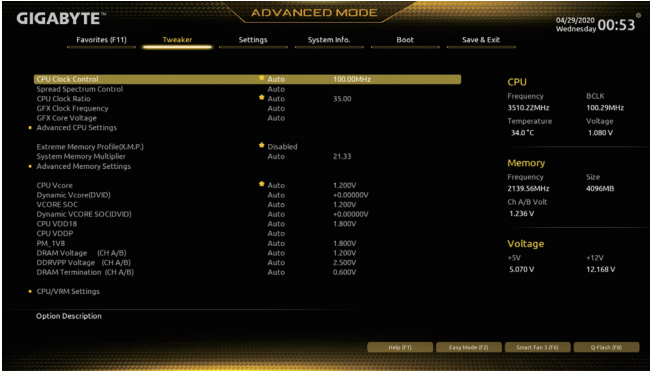 GIGABYTE™
ADVANCED MODE
04/29/2020
Wednesday 00:53
Favorites (F11) Tweaker Settings System Info. Boot Save & Exit
CPU Clock Control Auto 100.00MHz
Spread Spectrum Control Auto
CPU Clock Ratio Auto 35.00
GFX Clock Frequency Auto
GFX Core Voltage Auto
Advanced CPU Settings
Extreme Memory Profile(X.M.P.) Disabled
System Memory Multiplier Auto 21.33
Advanced Memory Settings
CPU Vcore Auto 1.200V
Dynamic Vcore(DVID) Auto +0.00000V
VCORE SOC Auto 1.200V
Dynamic VCORE SOC(DVID) Auto +0.00000V
CPU VDD18 Auto 1.800V
CPU VDDP Auto
PM_1V8 Auto 1.800V
DRAM Voltage (CH A/B) Auto 1.200V
DDRVPP Voltage (CH A/B) Auto 2.500V
DRAM Termination (CH A/B) Auto 0.600V
CPU/VRM Settings
Option Description
CPU
Frequency BCLK
3510.22MHz 100.29MHz
Temperature Voltage
34.0 °C 1.080 V
Memory
Frequency Size
2139.56MHz 4096MB
Ch A/B Volt
1.236 V
Voltage
+5V +12V
5.070 V 12.168 V
Help (F1) Easy Mode (F2) Smart Fan 5 (F6) Q-Flash (F8)